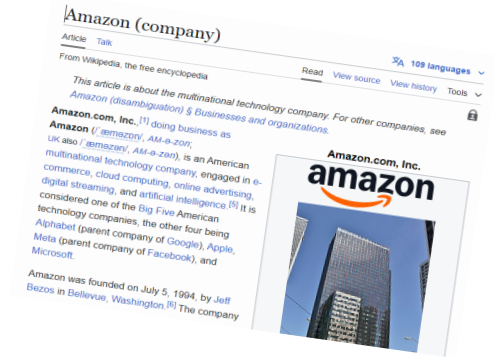 Amazon (company)
文A 109 languages
Article Talk
Read View source View history Tools
From Wikipedia, the free encyclopedia
This article is about the multinational technology company. For other companies, see
Amazon (disambiguation) § Businesses and organizations.
Amazon.com, Inc.,[1] doing business as
Amazon (/ˈæməzɒn/, AM-ə-zon;
UK also /ˈæməzən/, AM-ə-zən), is an American
multinational technology company, engaged in e-
commerce, cloud computing, online advertising,
digital streaming, and artificial intelligence.[5] It is
considered one of the Big Five American
technology companies, the other four being
Alphabet (parent company of Google), Apple,
Meta (parent company of Facebook), and
Microsoft.
Amazon was founded on July 5, 1994, by Jeff
Bezos in Bellevue, Washington.[6] The company
Amazon.com, Inc.
amazon